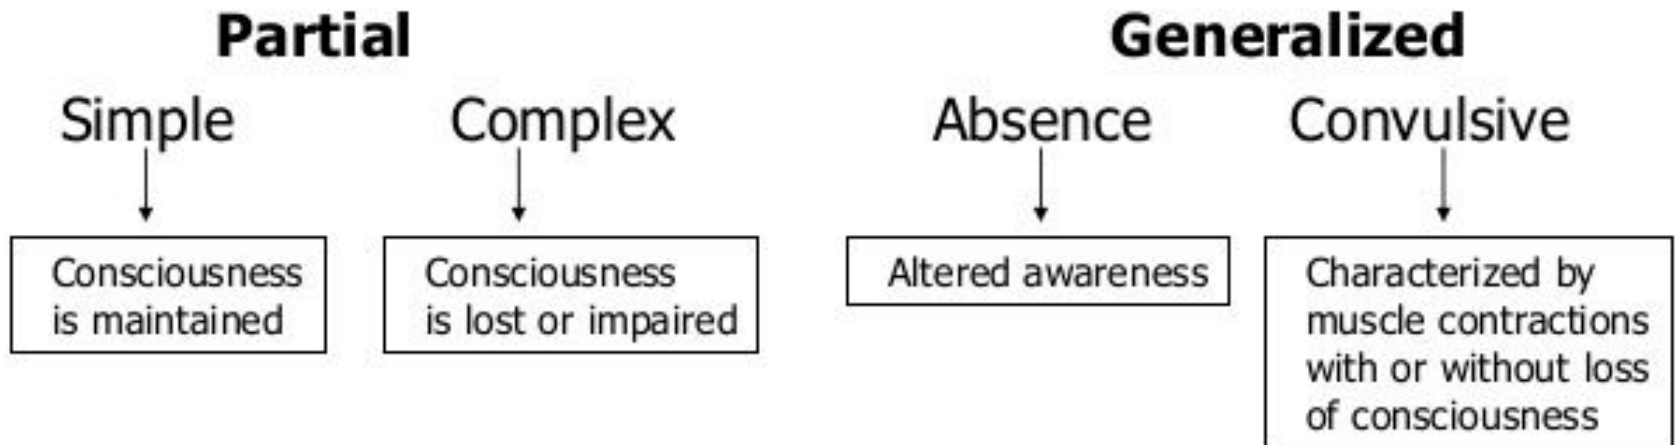 Partial
Generalized
Simple
Complex
Absence
Convulsive
Consciousness
is maintained
Consciousness
is lost or impaired
Altered awareness
Characterized by
muscle contractions
with or without loss
of consciousness